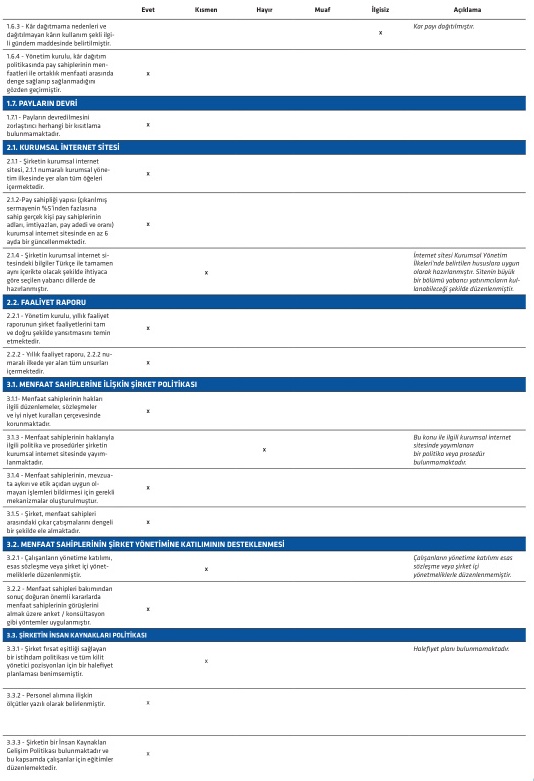 Evet Kısmen Hayır Muaf İlgisiz Açıklama
1.6.3 - Kâr dağıtmama nedenleri ve
dağıtılmayan kârın kullanım şekli ilgi-
li gündem maddesinde belirtilmiştir.
x
Kar payı dağıtılmıştır.
1.6.4 - Yönetim kurulu, kâr dağıtım
politikasında pay sahiplerinin men-
faatleri ile ortaklık menfaati arasında
denge sağlanıp sağlanmadığını
gözden geçirmiştir.
x
1.7. PAYLARIN DEVRİ
1.7.1 - Payların devredilmesini
zorlaştırıcı herhangi bir kısıtlama
bulunmamaktadır.
x
2.1. KURUMSAL İNTERNET SİTESİ
2.1.1 - Şirketin kurumsal internet
sitesi, 2.1.1 numaralı kurumsal yöne-
tim ilkesinde yer alan tüm öğeleri
içermektedir.
x
2.1.2-Pay sahipliği yapısı (çıkarılmış
sermayenin %5'inden fazlasına
sahip gerçek kişi pay sahiplerinin
adları, imtiyazları, pay adedi ve oranı)
kurumsal internet sitesinde en az 6
ayda bir güncellenmektedir.
x
2.1.4 - Şirketin kurumsal internet si-
tesindeki bilgiler Türkçe ile tamamen
aynı içerikte olacak şekilde ihtiyaca
göre seçilen yabancı dillerde de
hazırlanmıştır.
x
İnternet sitesi Kurumsal Yönetim
İlkeleri'nde belirtilen hususlara uygun
olarak hazırlanmıştır. Sitenin büyük
bir bölümü yabancı yatırımcıların kul-
lanabileceği şekilde düzenlenmiştir.
2.2. FAALİYET RAPORU
2.2.1 - Yönetim kurulu, yıllık faaliyet
raporunun şirket faaliyetlerini tam
ve doğru şekilde yansıtmasını temin
etmektedir.
x
2.2.2 - Yıllık faaliyet raporu, 2.2.2 nu-
maralı ilkede yer alan tüm unsurları
içermektedir.
x
3.1. MENFAAT SAHİPLERİNE İLİŞKİN ŞİRKET POLİTİKASI
3.1.1- Menfaat sahiplerinin hakları
ilgili düzenlemeler, sözleşmeler
ve iyi niyet kuralları çerçevesinde
korunmaktadır.
x
3.1.3 - Menfaat sahiplerinin haklarıyla
ilgili politika ve prosedürler şirketin
kurumsal internet sitesinde yayım-
lanmaktadır.
x
Bu konu ile ilgili kurumsal internet
sitesinde yayımlanan
bir politika veya prosedür
bulunmamaktadır.
3.1.4 - Menfaat sahiplerinin, mevzua-
ta aykırı ve etik açıdan uygun ol-
mayan işlemleri bildirmesi için gerekli
mekanizmalar oluşturulmuştur.
x
3.1.5 - Şirket, menfaat sahipleri
arasındaki çıkar çatışmalarını dengeli
bir şekilde ele almaktadır.
x
3.2. MENFAAT SAHİPLERİNİN ŞİRKET YÖNETİMİNE KATILIMININ DESTEKLENMESİ
3.2.1 - Çalışanların yönetime katılımı,
esas sözleşme veya şirket içi yönet-
meliklerle düzenlenmiştir.
x
Çalışanların yönetime katılımı esas
sözleşme veya şirket içi
yönetmeliklerle düzenlenmemiştir.
3.2.2 - Menfaat sahipleri bakımından
sonuç doğuran önemli kararlarda
menfaat sahiplerinin görüşlerini
almak üzere anket / konsültasyon
gibi yöntemler uygulanmıştır.
x
3.3. ŞİRKETİN İNSAN KAYNAKLARI POLİTİKASI
3.3.1 - Şirket fırsat eşitliği sağlayan
bir istihdam politikası ve tüm kilit
yönetici pozisyonları için bir halefiyet
planlaması benimsemiştir.
x
Halefiyet planı bulunmamaktadır.
3.3.2 - Personel alımına ilişkin
ölçütler yazılı olarak belirlenmiştir.
x
3.3.3 - Şirketin bir İnsan Kaynakları
Gelişim Politikası bulunmaktadır ve
bu kapsamda çalışanlar için eğitimler
düzenlemektedir.
x